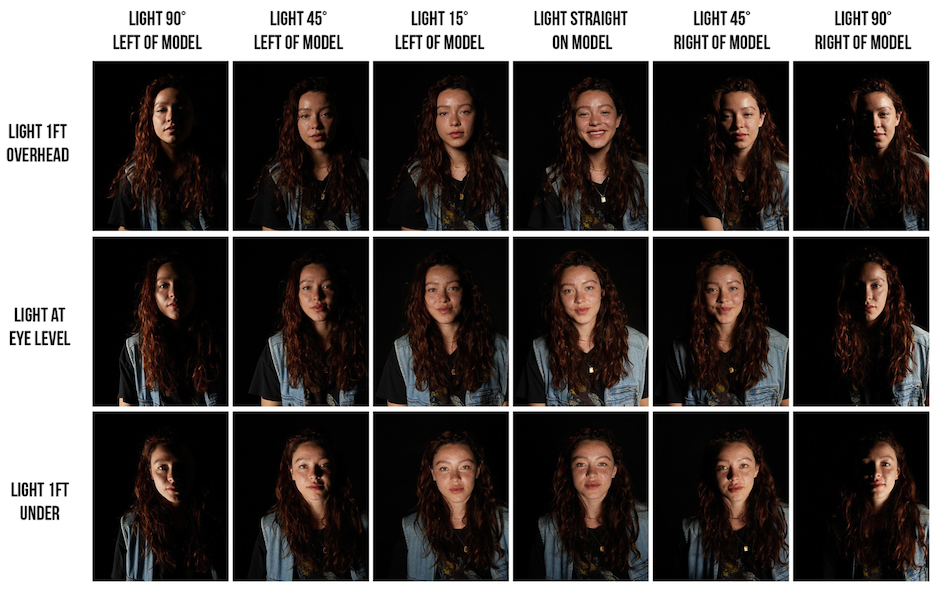 LIGHT 90°
LEFT OF MODEL
LIGHT 45°
LEFT OF MODEL
LIGHT 15°
LEFT OF MODEL
LIGHT STRAIGHT
ON MODEL
LIGHT 45°
RIGHT OF MODEL
LIGHT 90°
RIGHT OF MODEL
LIGHT 1FT
OVERHEAD
LIGHT AT
EYE LEVEL
LIGHT 1FT
UNDER